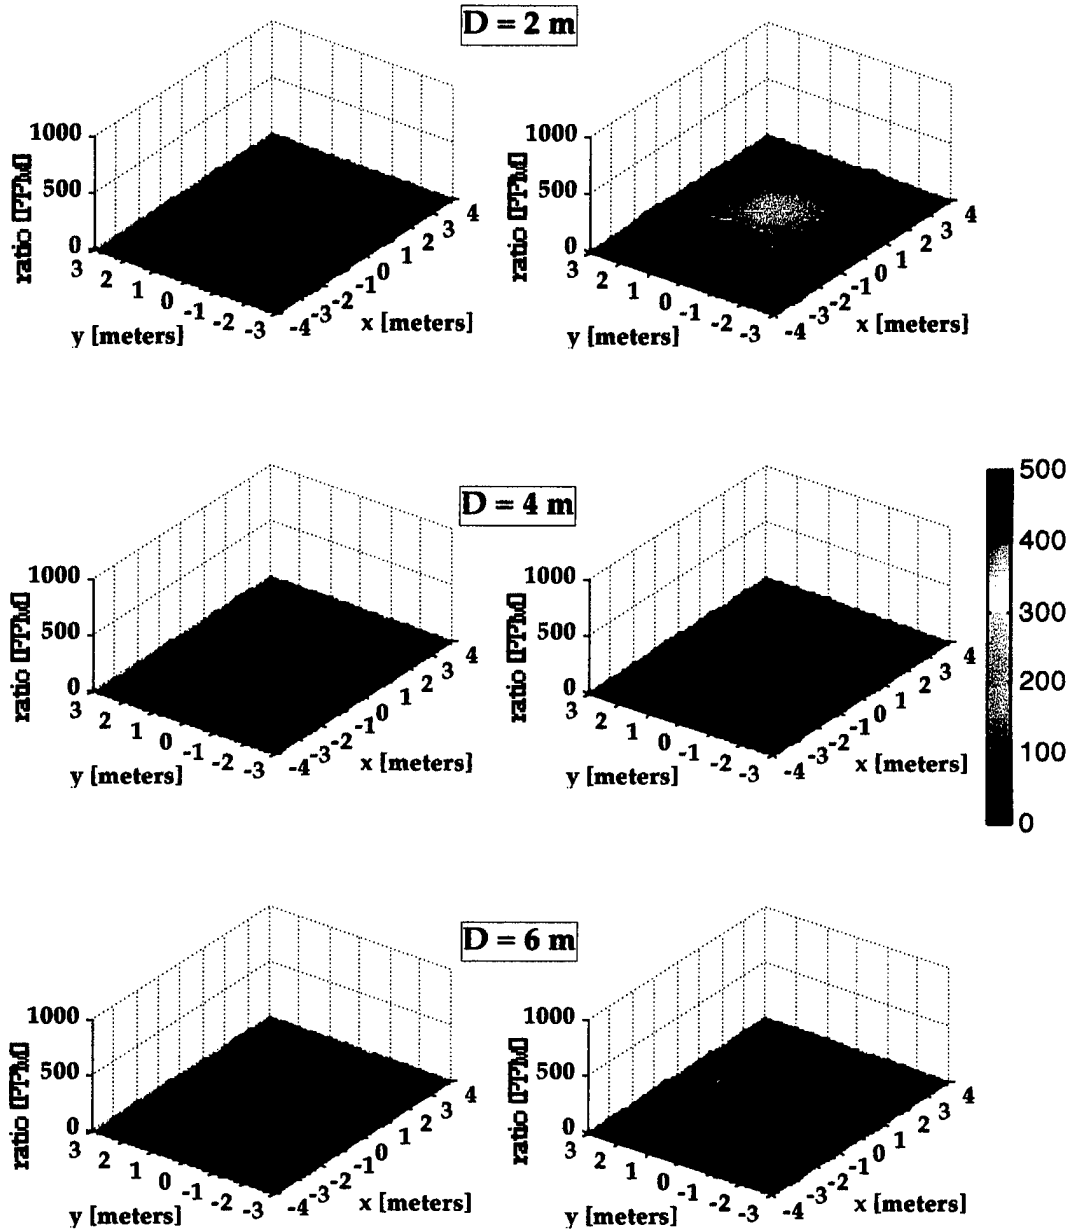 D = 2 m
1000
500
0
ratio [PPM]
3 2 1 0 -1 -2 -3
y [meters]
-4 -3 -2 -1 0 1 2 3 4
x [meters]
1000
500
0
ratio [PPM]
3 2 1 0 -1 -2 -3
y [meters]
-4 -3 -2 -1 0 1 2 3 4
x [meters]
D = 4 m
1000
500
0
ratio [PPM]
3 2 1 0 -1 -2 -3
y [meters]
-4 -3 -2 -1 0 1 2 3 4
x [meters]
1000
500
0
ratio [PPM]
3 2 1 0 -1 -2 -3
y [meters]
-4 -3 -2 -1 0 1 2 3 4
x [meters]
500
400
300
200
100
0
D = 6 m
1000
500
0
ratio [PPM]
3 2 1 0 -1 -2 -3
y [meters]
-4 -3 -2 -1 0 1 2 3 4
x [meters]
1000
500
0
ratio [PPM]
3 2 1 0 -1 -2 -3
y [meters]
-4 -3 -2 -1 0 1 2 3 4
x [meters]